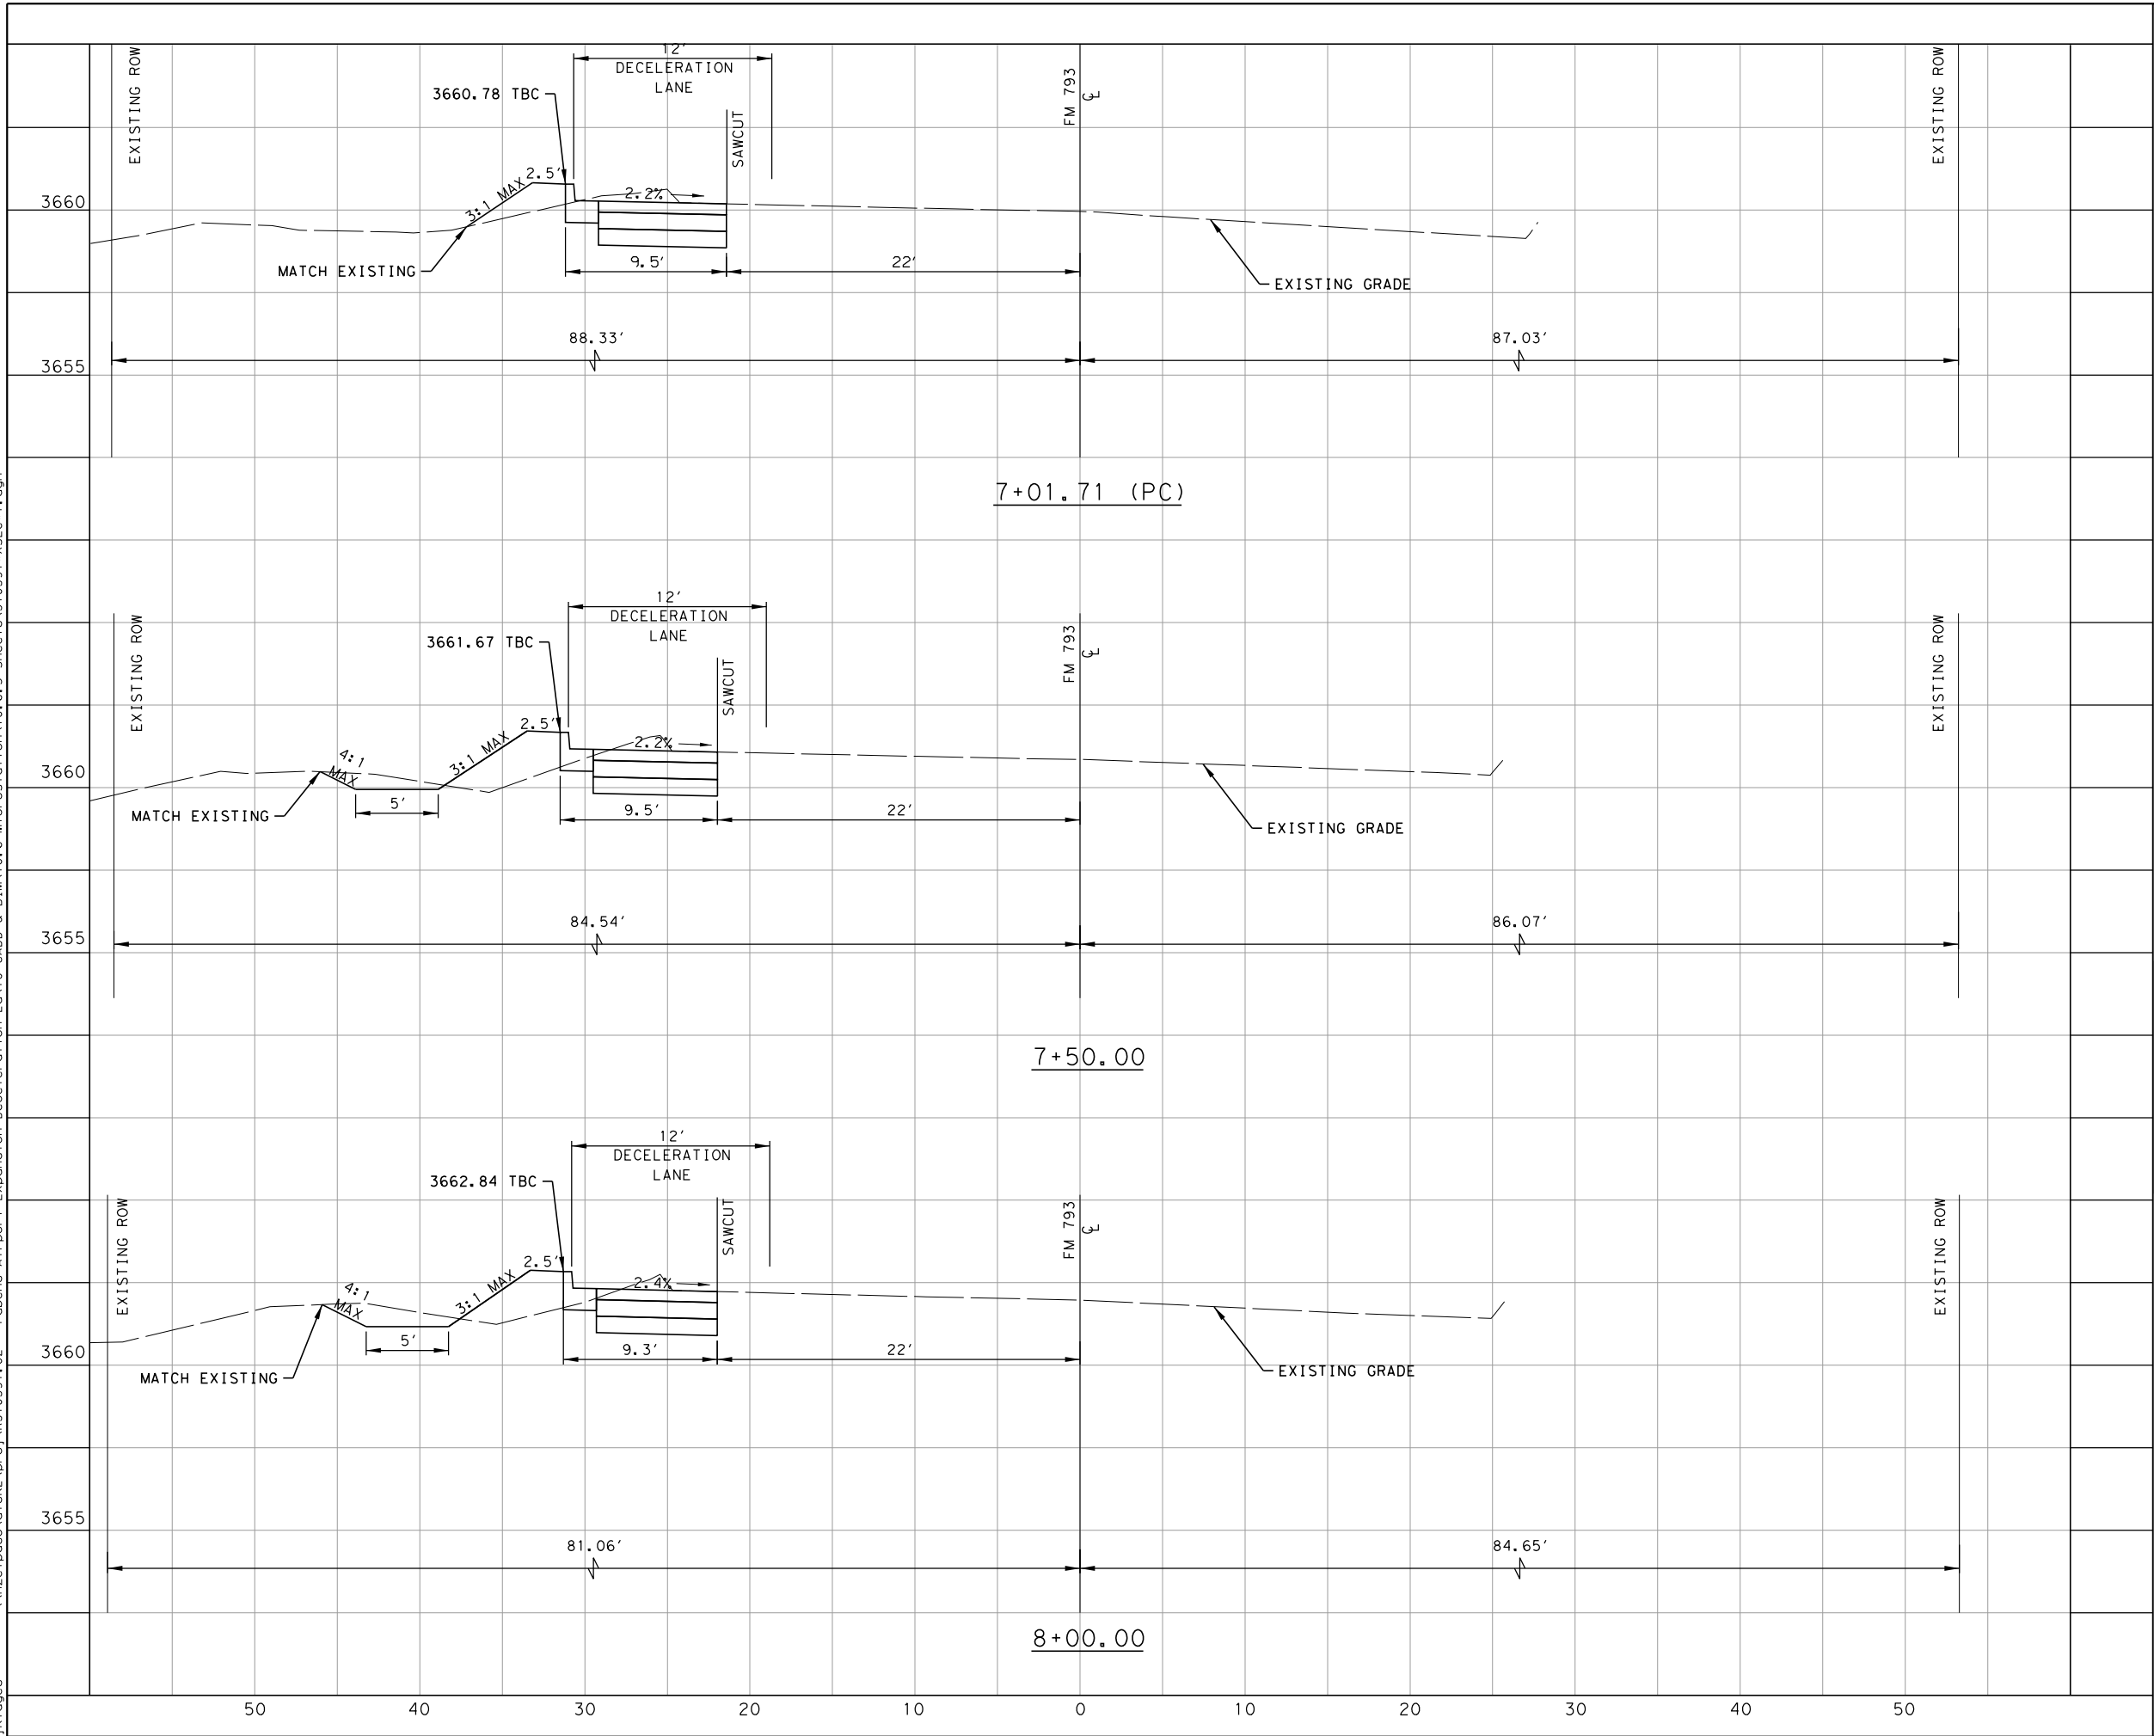 EXISTING ROW
12'
DECELERATION
LANE
3660.78 TBC
SAWCUT
FM 793
CL
EXISTING ROW
2.5'
3:1 MAX
2.2%
3660
MATCH EXISTING
9.5'
22'
EXISTING GRADE
88.33'
87.03'
3655
7+01.71 (PC)
EXISTING ROW
12'
DECELERATION
LANE
3661.67 TBC
SAWCUT
FM 793
CL
EXISTING ROW
2.5'
4:1
MAX
3:1 MAX
2.2%
3660
5'
MATCH EXISTING
9.5'
22'
EXISTING GRADE
84.54'
86.07'
3655
7+50.00
EXISTING ROW
12'
DECELERATION
LANE
3662.84 TBC
SAWCUT
FM 793
CL
EXISTING ROW
2.5'
4:1
MAX
3:1 MAX
2.4%
3660
5'
MATCH EXISTING
9.3'
22'
EXISTING GRADE
3655
81.06'
84.65'
8+00.00
50 40 30 20 10 0 10 20 30 40 50